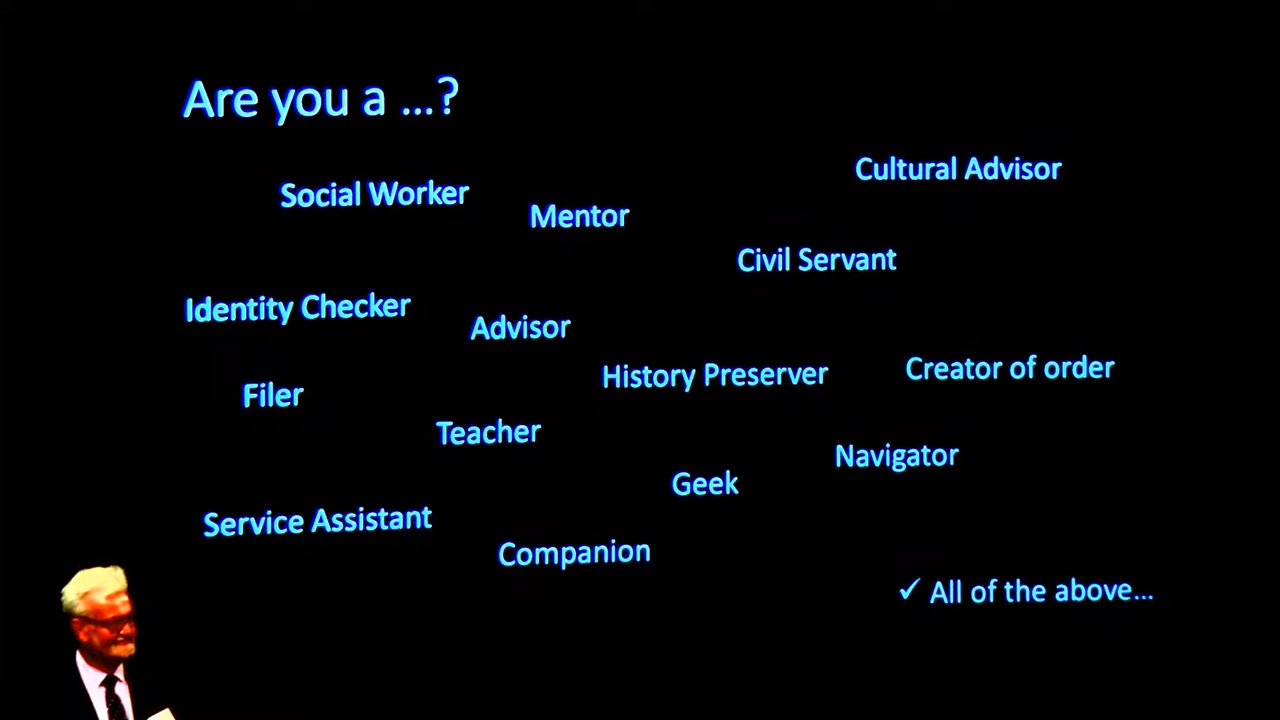 Are you a ...?
Cultural Advisor
Social Worker
Mentor
Civil Servant
Identity Checker
Advisor
History Preserver
Creator of order
Filer
Teacher
Navigator
Geek
Service Assistant
Companion
✓ All of the above...